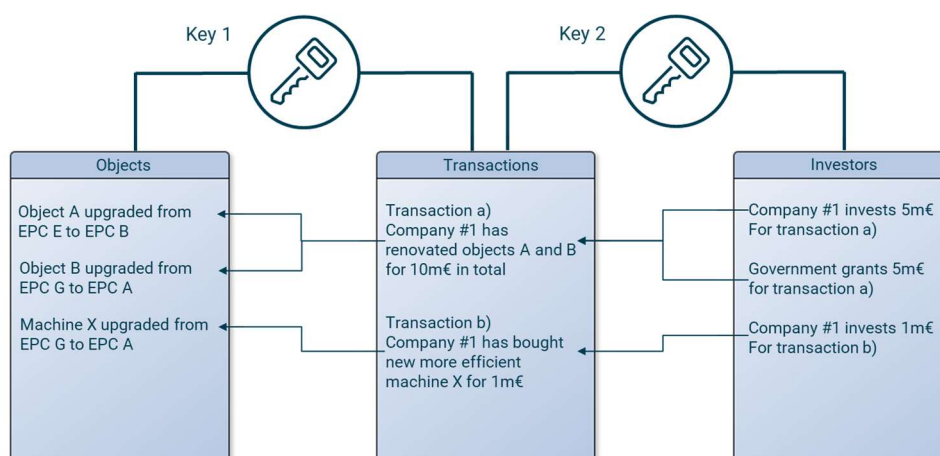 Key 1
Key 2
Objects
Object A upgraded from
EPC E to EPC B
Object B upgraded from
EPC G to EPC A
Machine X upgraded from
EPC G to EPC A
Transactions
Transaction a)
Company #1 has
renovated objects A and B
for 10m€ in total
Transaction b)
Company #1 has bought
new more efficient
machine X for 1m€
Investors
Company #1 invests 5m€
For transaction a)
Government grants 5m€
for transaction a)
Company #1 invests 1m€
For transaction b)